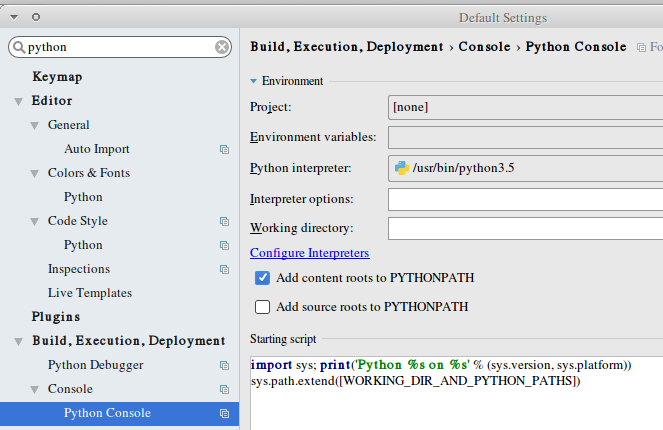 Default Settings
python
Keymap
Editor
General
Auto Import
Colors & Fonts
Python
Code Style
Python
Inspections
Live Templates
Plugins
Build, Execution, Deployment
Python Debugger
Console
Python Console
Build, Execution, Deployment › Console › Python Console Fo
Environment
Project: [none]
Environment variables:
Python interpreter: /usr/bin/python3.5
Interpreter options:
Working directory:
Configure Interpreters
Add content roots to PYTHONPATH
Add source roots to PYTHONPATH
Starting script
import sys; print('Python %s on %s' % (sys.version, sys.platform))
sys.path.extend([WORKING_DIR_AND_PYTHON_PATHS])